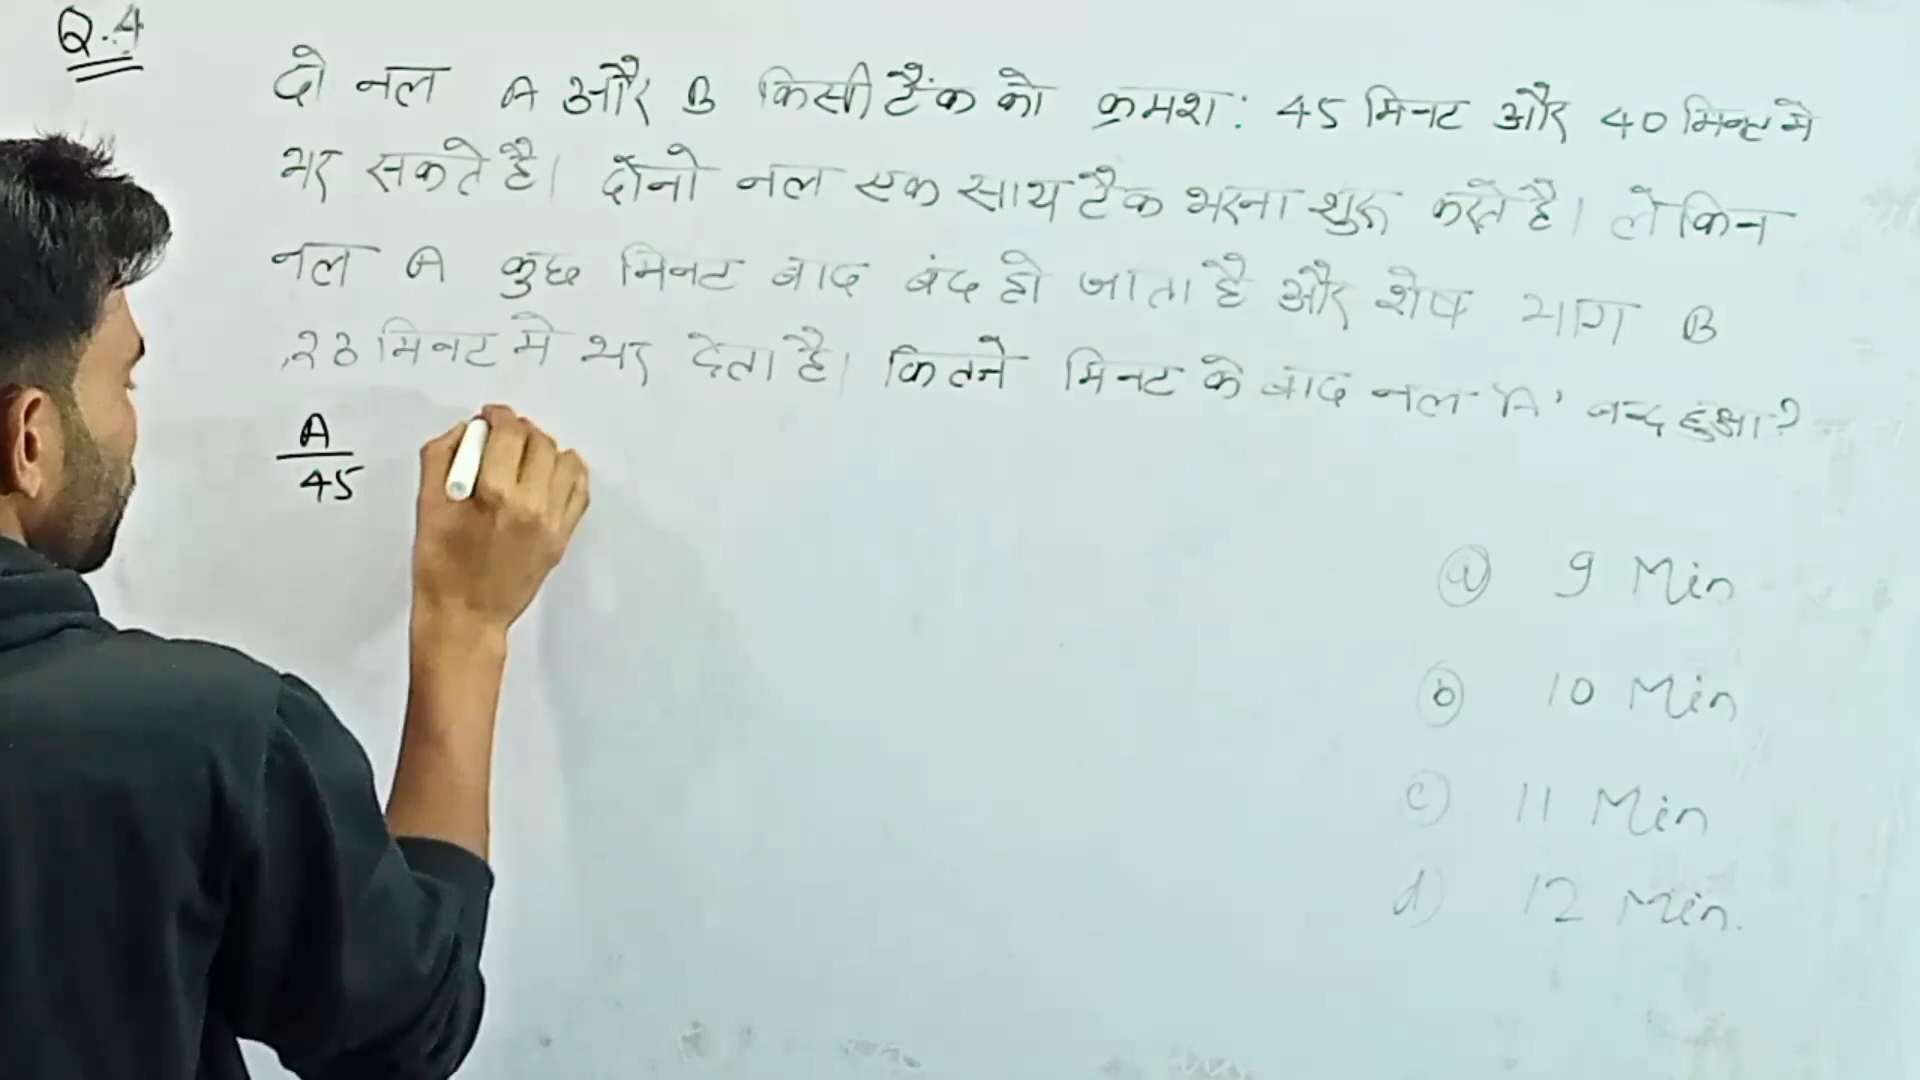 Q.4
दो नल A और B किसी टैंक को क्रमश: 45 मिनट और 40 मिनट मे
भर सकते है। दोनो नल एक साथ टैंक भरना शुरू करते है। लेकिन
नल A कुछ मिनट बाद बंद हो जाता है और शेष भाग B
23 मिनट मे भर देता है। कितने मिनट के बाद नल 'A' बन्द हुआ?
A
45
a 9 Min
b 10 Min
c) 11 Min
d) 12 Min.